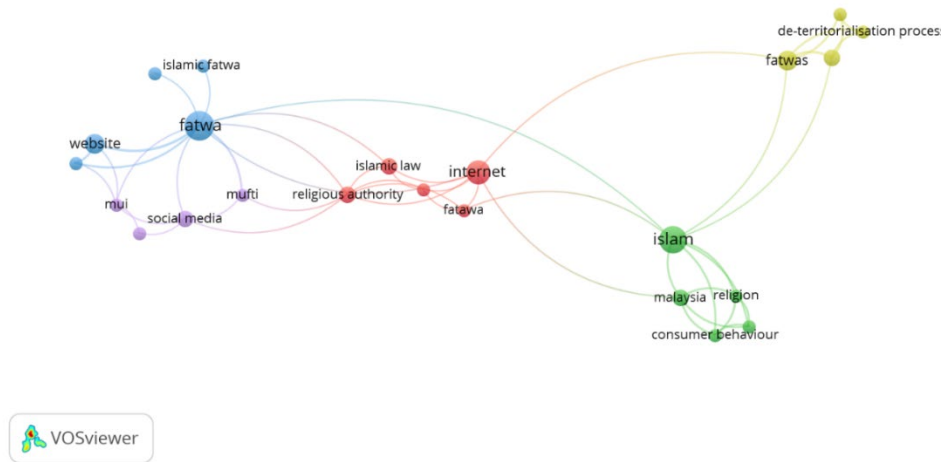 de-territorialisation process
fatwas
islamic fatwa
fatwa
website
islamic law
internet
mufti
religious authority
mui
fatawa
social media
islam
malaysia
religion
consumer behaviour
VOSviewer